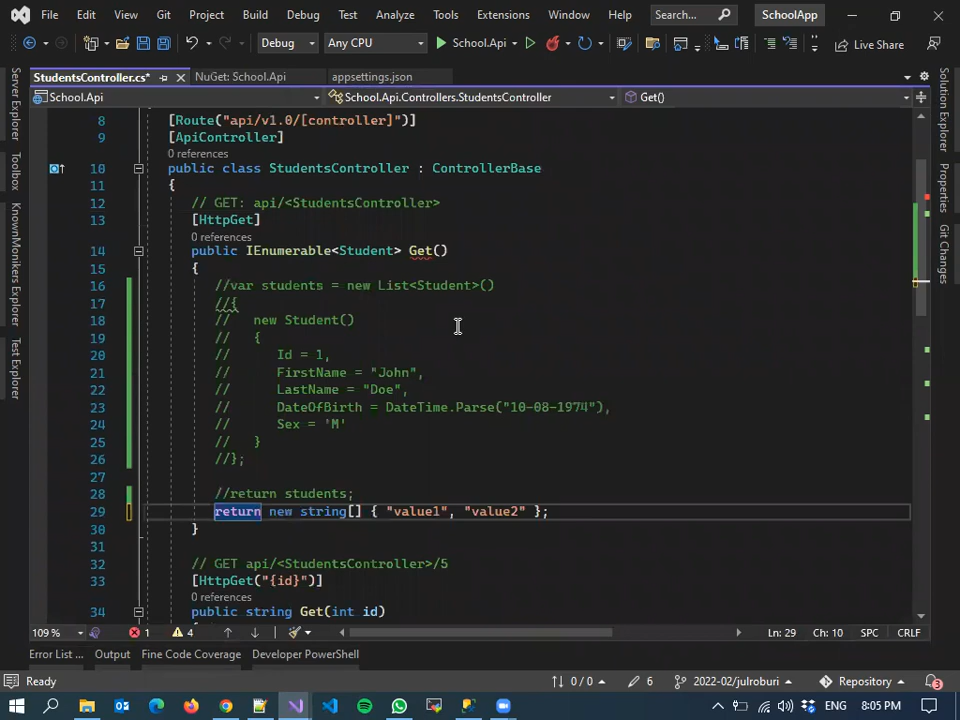 File Edit View Git Project Build Debug Test Analyze Tools Extensions Window Help Search... SchoolApp
Debug Any CPU School.Api Live Share
StudentsController.cs* NuGet: School.Api appsettings.json
School.Api School.Api.Controllers.StudentsController Get()
Server Explorer
Toolbox
KnownMonikers Explorer
Test Explorer
8 [Route("api/v1.0/[controller]")]
9 [ApiController]
0 references
10 public class StudentsController : ControllerBase
11 {
12 // GET: api/<StudentsController>
13 [HttpGet]
0 references
14 public IEnumerable<Student> Get()
15 {
16 //var students = new List<Student>()
17 //{
18 // new Student()
19 // {
20 // Id = 1,
21 // FirstName = "John",
22 // LastName = "Doe",
23 // DateOfBirth = DateTime.Parse("10-08-1974"),
24 // Sex = 'M'
25 // }
26 //};
27
28 //return students;
29 return new string[] { "value1", "value2" };
30 }
31
32 // GET api/<StudentsController>/5
33 [HttpGet("{id}")]
0 references
34 public string Get(int id)
Solution Explorer
Properties
Git Changes
109 % 1 4 Ln: 29 Ch: 10 SPC CRLF
Error List ... Output Fine Code Coverage Developer PowerShell
Ready 0 / 0 6 2022-02/julroburi Repository 3
ENG 8:05 PM